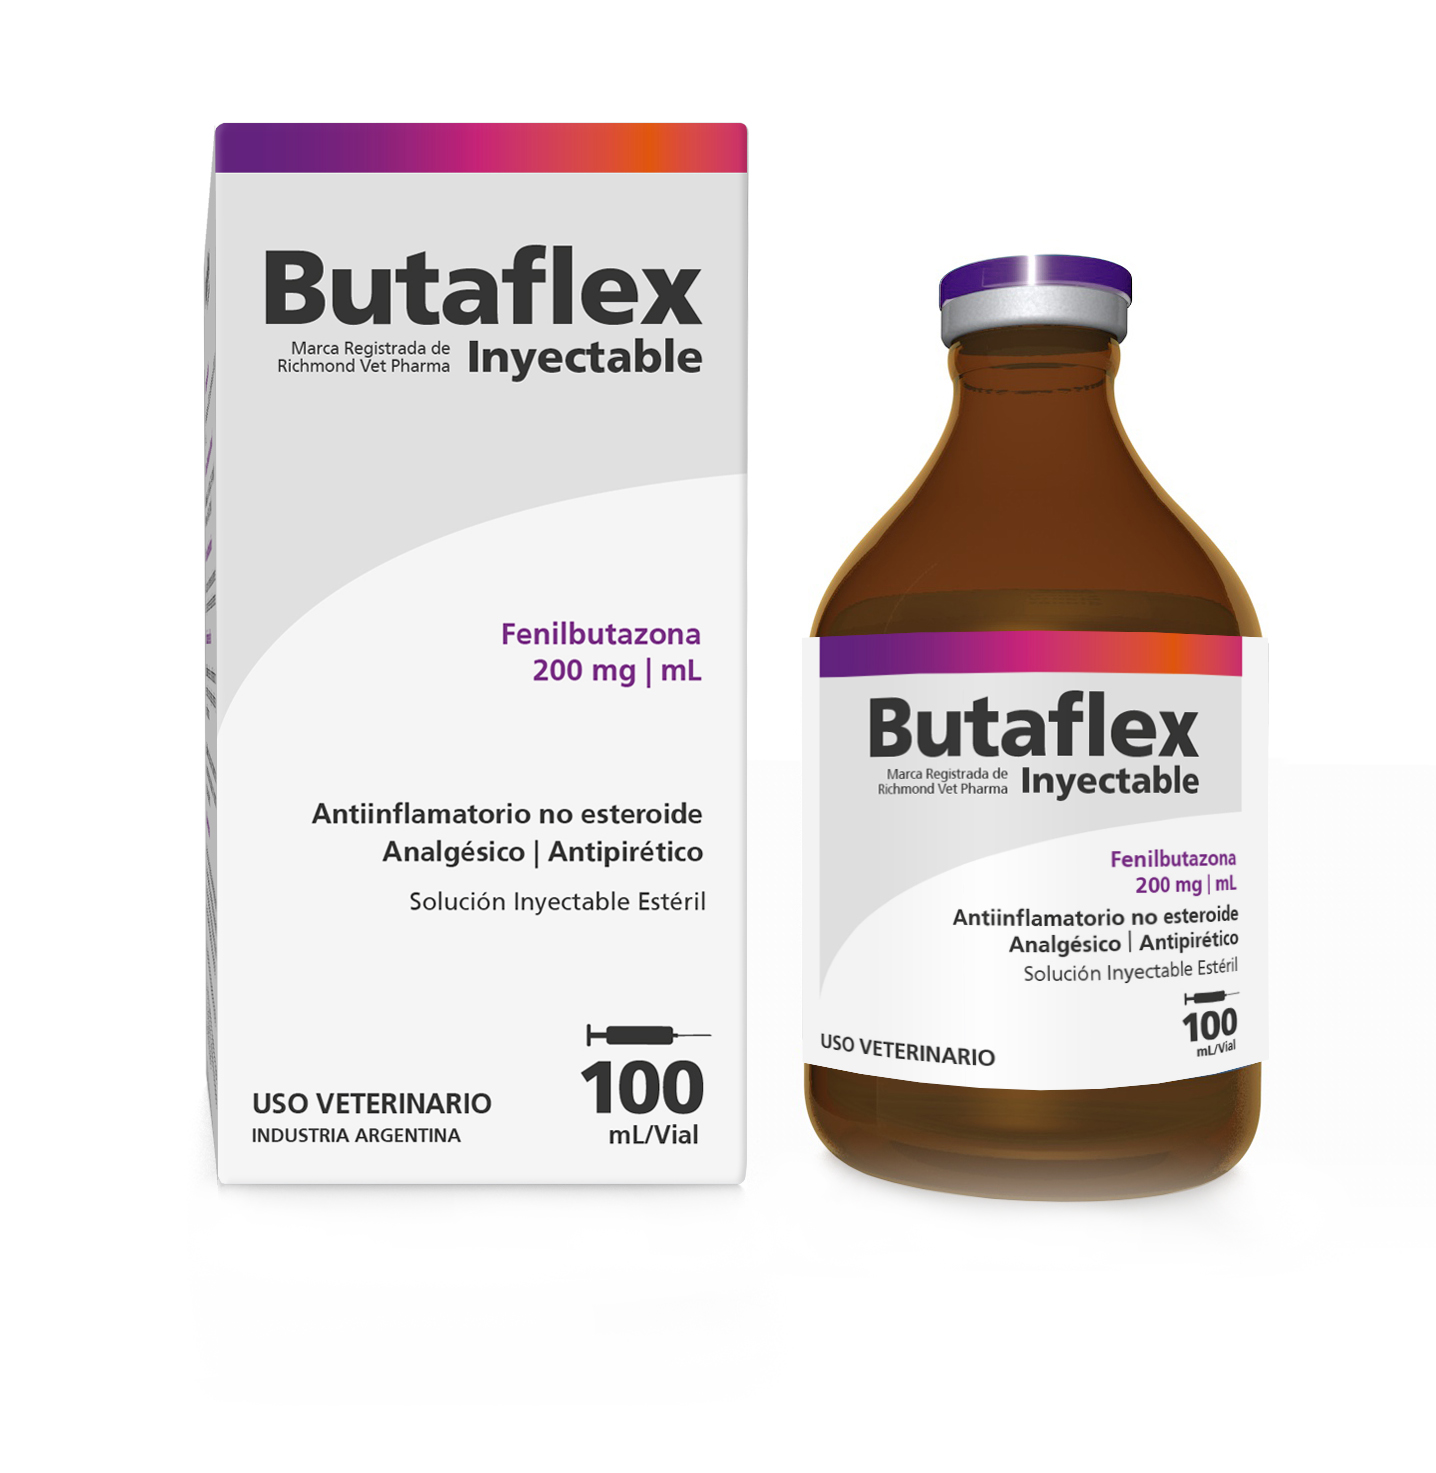 Butaflex
Marca Registrada de
Richmond Vet Pharma
Inyectable
Fenilbutazona
200 mg | mL
Antiinflamatorio no esteroide
Analgésico | Antipirético
Solución Inyectable Estéril
100
mL/Vial
USO VETERINARIO
INDUSTRIA ARGENTINA
Butaflex
Marca Registrada de
Richmond Vet Pharma
Inyectable
Fenilbutazona
200 mg | mL
Antiinflamatorio no esteroide
Analgésico | Antipirético
Solución Inyectable Estéril
100
mL/Vial
USO VETERINARIO